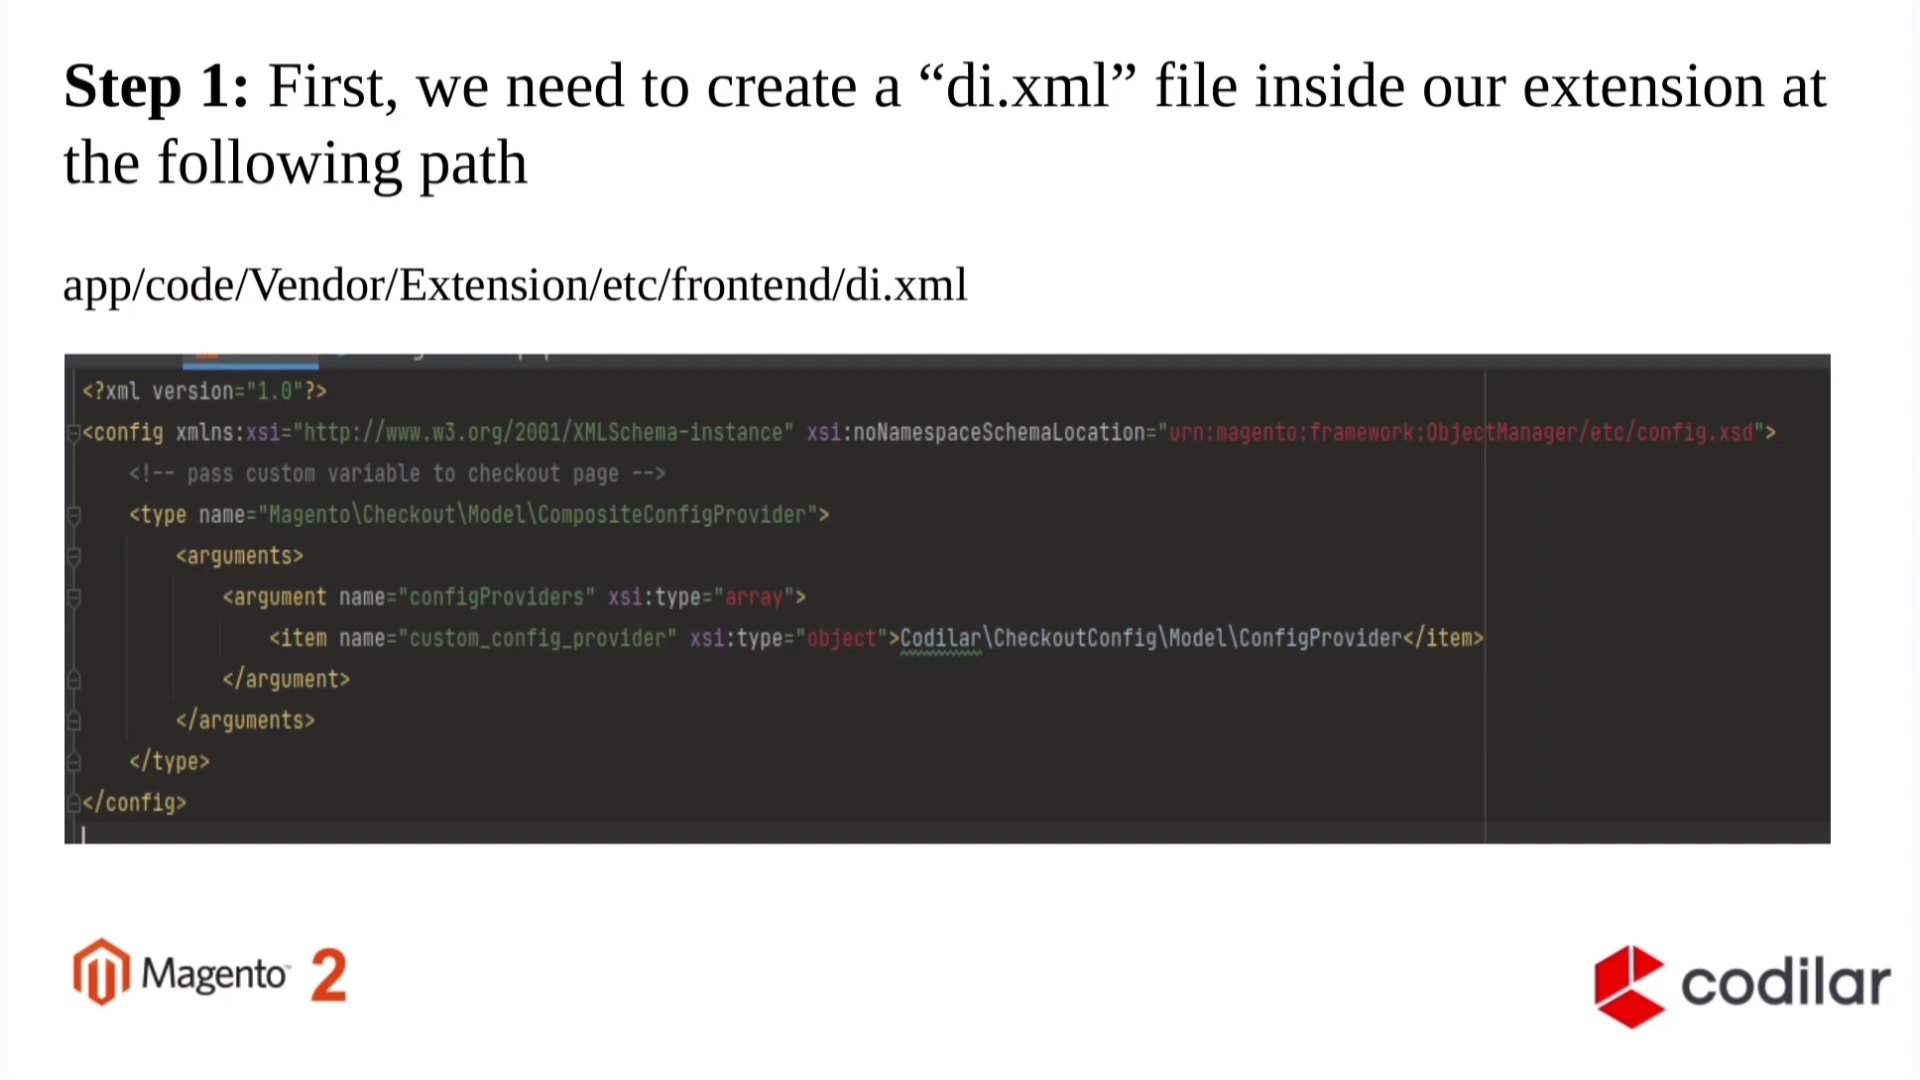 Step 1: First, we need to create a “di.xml” file inside our extension at
the following path
app/code/Vendor/Extension/etc/frontend/di.xml
<?xml version="1.0"?>
<config xmlns:xsi="http://www.w3.org/2001/XMLSchema-instance" xsi:noNamespaceSchemaLocation="urn:magento:framework:ObjectManager/etc/config.xsd">
<!-- pass custom variable to checkout page -->
<type name="Magento\Checkout\Model\CompositeConfigProvider">
<arguments>
<argument name="configProviders" xsi:type="array">
<item name="custom_config_provider" xsi:type="object">Codilar\CheckoutConfig\Model\ConfigProvider</item>
</argument>
</arguments>
</type>
</config>
Magento™ 2
codilar